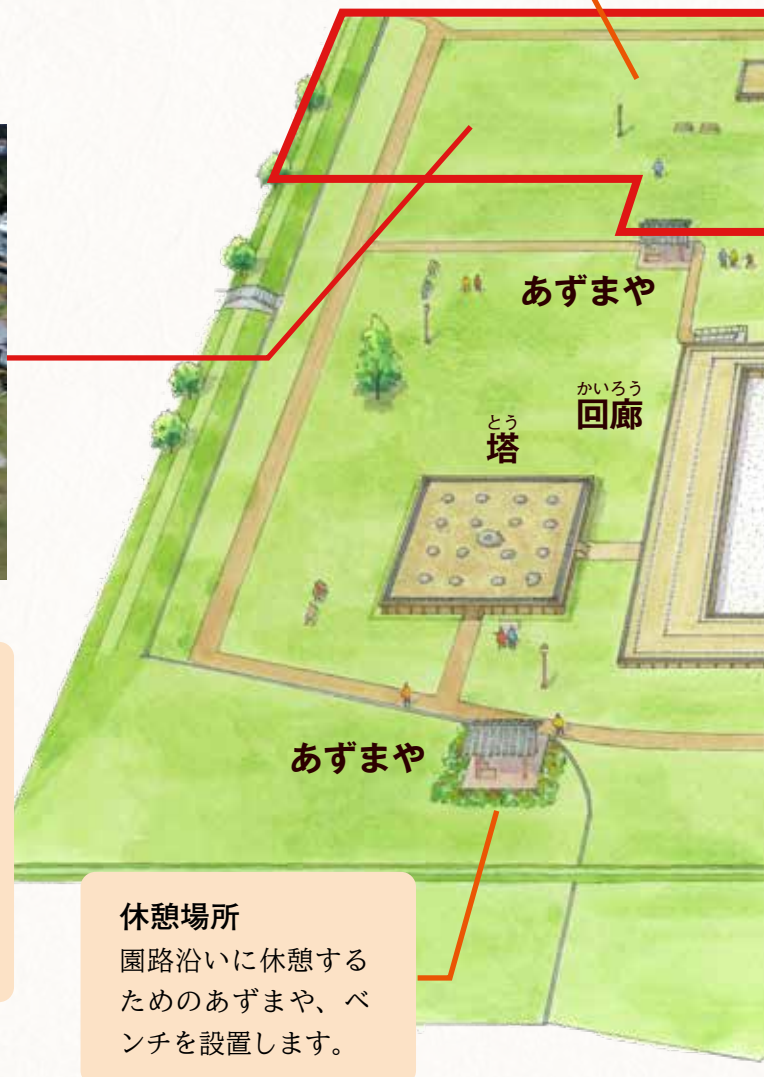 あずまや
かいろう
回廊
とう
塔
あずまや
休憩場所
園路沿いに休憩する
ためのあずまや、ベ
ンチを設置します。